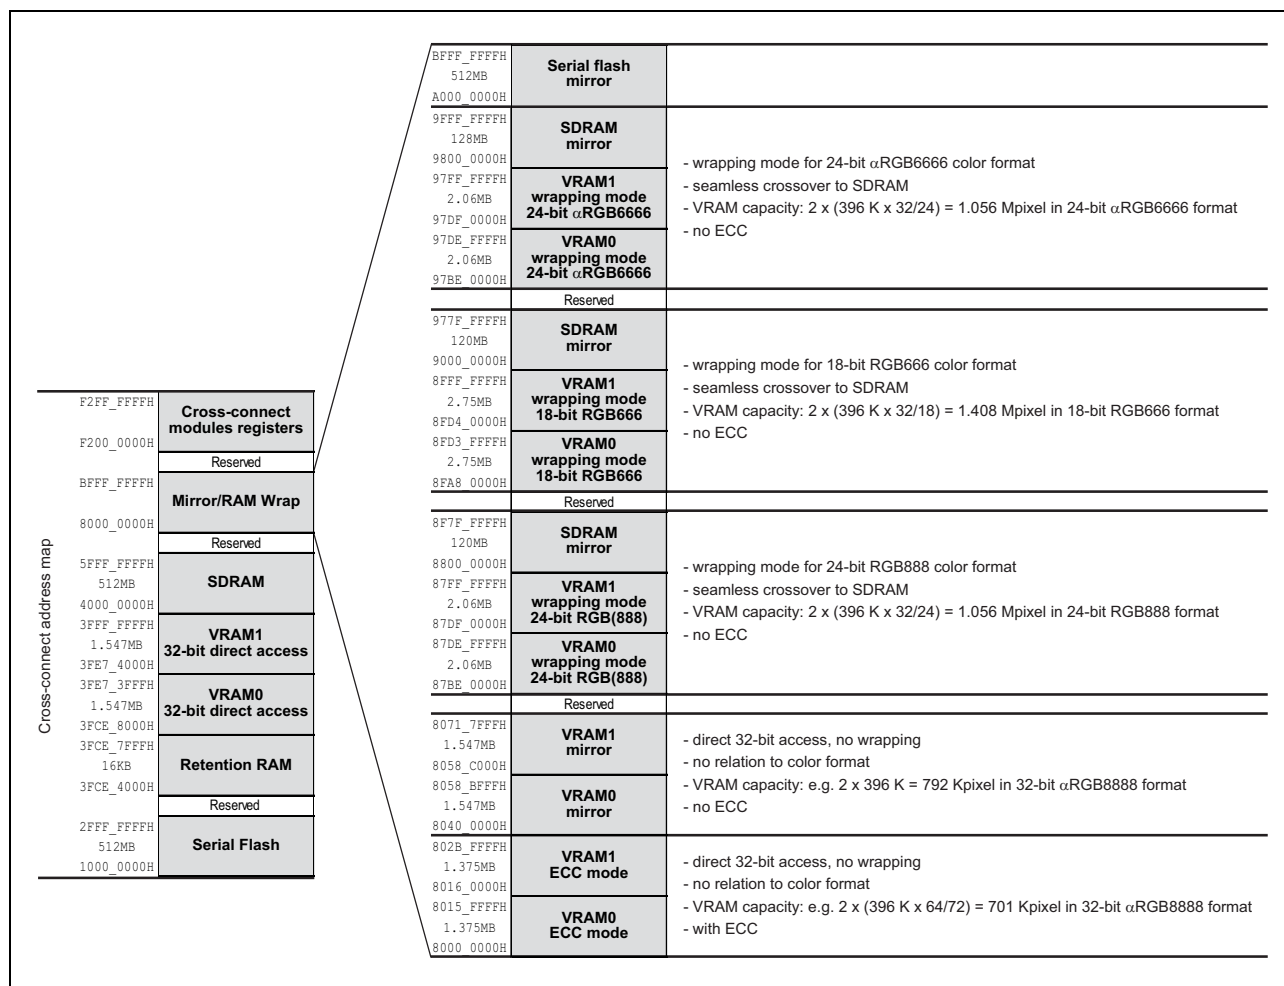 Cross-connect address map
F2FF_FFFFH
F200_0000H
Cross-connect
modules registers
Reserved
BFFF_FFFFH
8000_0000H
Mirror/RAM Wrap
Reserved
5FFF_FFFFH
512MB
4000_0000H
SDRAM
3FFF_FFFFH
1.547MB
3FE7_4000H
VRAM1
32-bit direct access
3FE7_3FFFH
1.547MB
3FCE_8000H
VRAM0
32-bit direct access
3FCE_7FFFH
16KB
3FCE_4000H
Retention RAM
Reserved
2FFF_FFFFH
512MB
1000_0000H
Serial Flash
BFFF_FFFFH
512MB
A000_0000H
Serial flash
mirror
9FFF_FFFFH
128MB
9800_0000H
SDRAM
mirror
97FF_FFFFH
2.06MB
97DF_0000H
VRAM1
wrapping mode
24-bit αRGB6666
97DE_FFFFH
2.06MB
97BE_0000H
VRAM0
wrapping mode
24-bit αRGB6666
- wrapping mode for 24-bit αRGB6666 color format
- seamless crossover to SDRAM
- VRAM capacity: 2 x (396 K x 32/24) = 1.056 Mpixel in 24-bit αRGB6666 format
- no ECC
Reserved
977F_FFFFH
120MB
9000_0000H
SDRAM
mirror
8FFF_FFFFH
2.75MB
8FD4_0000H
VRAM1
wrapping mode
18-bit RGB666
8FD3_FFFFH
2.75MB
8FA8_0000H
VRAM0
wrapping mode
18-bit RGB666
- wrapping mode for 18-bit RGB666 color format
- seamless crossover to SDRAM
- VRAM capacity: 2 x (396 K x 32/18) = 1.408 Mpixel in 18-bit RGB666 format
- no ECC
Reserved
8F7F_FFFFH
120MB
8800_0000H
SDRAM
mirror
87FF_FFFFH
2.06MB
87DF_0000H
VRAM1
wrapping mode
24-bit RGB(888)
87DE_FFFFH
2.06MB
87BE_0000H
VRAM0
wrapping mode
24-bit RGB(888)
- wrapping mode for 24-bit RGB888 color format
- seamless crossover to SDRAM
- VRAM capacity: 2 x (396 K x 32/24) = 1.056 Mpixel in 24-bit RGB888 format
- no ECC
Reserved
8071_7FFFH
1.547MB
8058_C000H
VRAM1
mirror
8058_BFFFH
1.547MB
8040_0000H
VRAM0
mirror
- direct 32-bit access, no wrapping
- no relation to color format
- VRAM capacity: e.g. 2 x 396 K = 792 Kpixel in 32-bit αRGB8888 format
- no ECC
802B_FFFFH
1.375MB
8016_0000H
VRAM1
ECC mode
8015_FFFFH
1.375MB
8000_0000H
VRAM0
ECC mode
- direct 32-bit access, no wrapping
- no relation to color format
- VRAM capacity: e.g. 2 x (396 K x 64/72) = 701 Kpixel in 32-bit αRGB8888 format
- with ECC